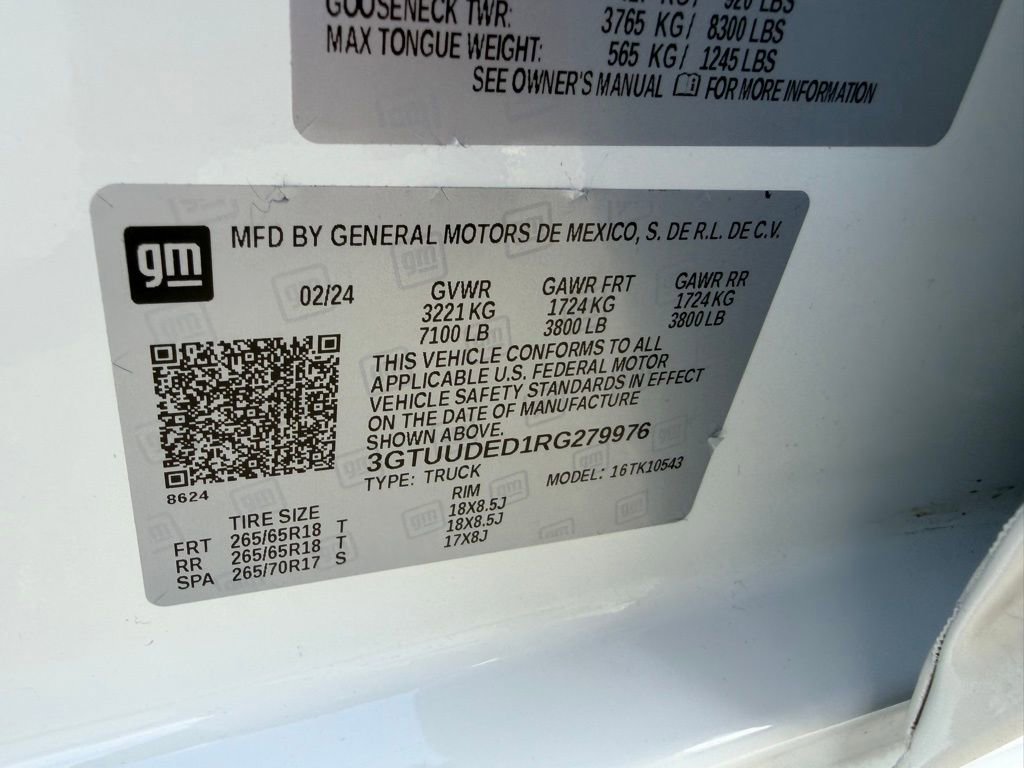 920 LBS
GOOSENECK TWR: 3765 KG/ 8300 LBS
MAX TONGUE WEIGHT: 565 KG/ 1245 LBS
SEE OWNER'S MANUAL FOR MORE INFORMATION
gm MFD BY GENERAL MOTORS DE MEXICO, S. DE R.L. DE C.V.
02/24 GVWR GAWR FRT GAWR RR
3221 KG 1724 KG 1724 KG
7100 LB 3800 LB 3800 LB
THIS VEHICLE CONFORMS TO ALL
APPLICABLE U.S. FEDERAL MOTOR
VEHICLE SAFETY STANDARDS IN EFFECT
ON THE DATE OF MANUFACTURE
SHOWN ABOVE.
3GTUUDED1RG279976
8624 TYPE: TRUCK MODEL: 16TK10543
TIRE SIZE RIM
FRT 265/65R18 T 18X8.5J
RR 265/65R18 T 18X8.5J
SPA 265/70R17 S 17X8J